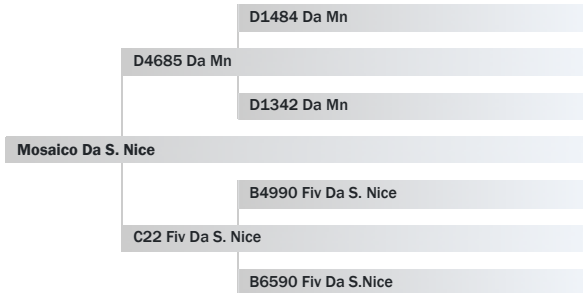 D1484 Da Mn
D4685 Da Mn
D1342 Da Mn
Mosaico Da S. Nice
B4990 Fiv Da S. Nice
C22 Fiv Da S. Nice
B6590 Fiv Da S.Nice